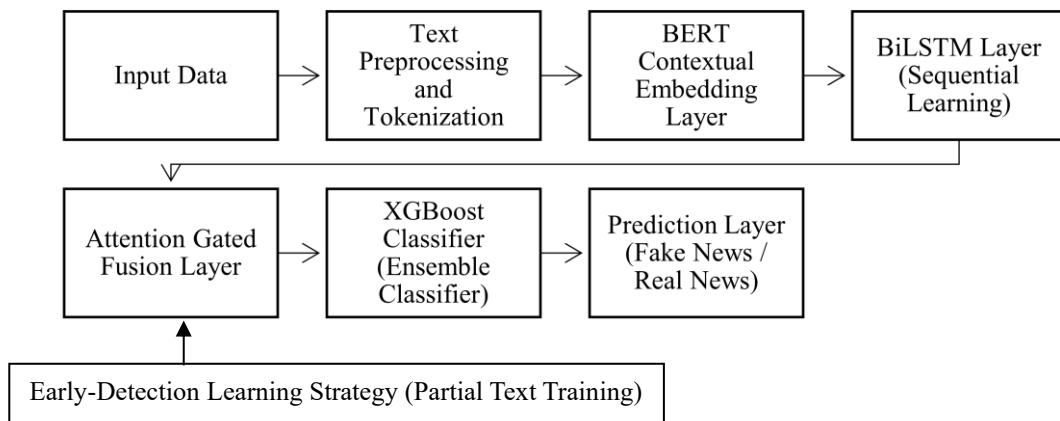 Input Data
Text
Preprocessing
and
Tokenization
BERT
Contextual
Embedding
Layer
BiLSTM Layer
(Sequential
Learning)
Attention Gated
Fusion Layer
XGBoost
Classifier
(Ensemble
Classifier)
Prediction Layer
(Fake News /
Real News)
Early-Detection Learning Strategy (Partial Text Training)